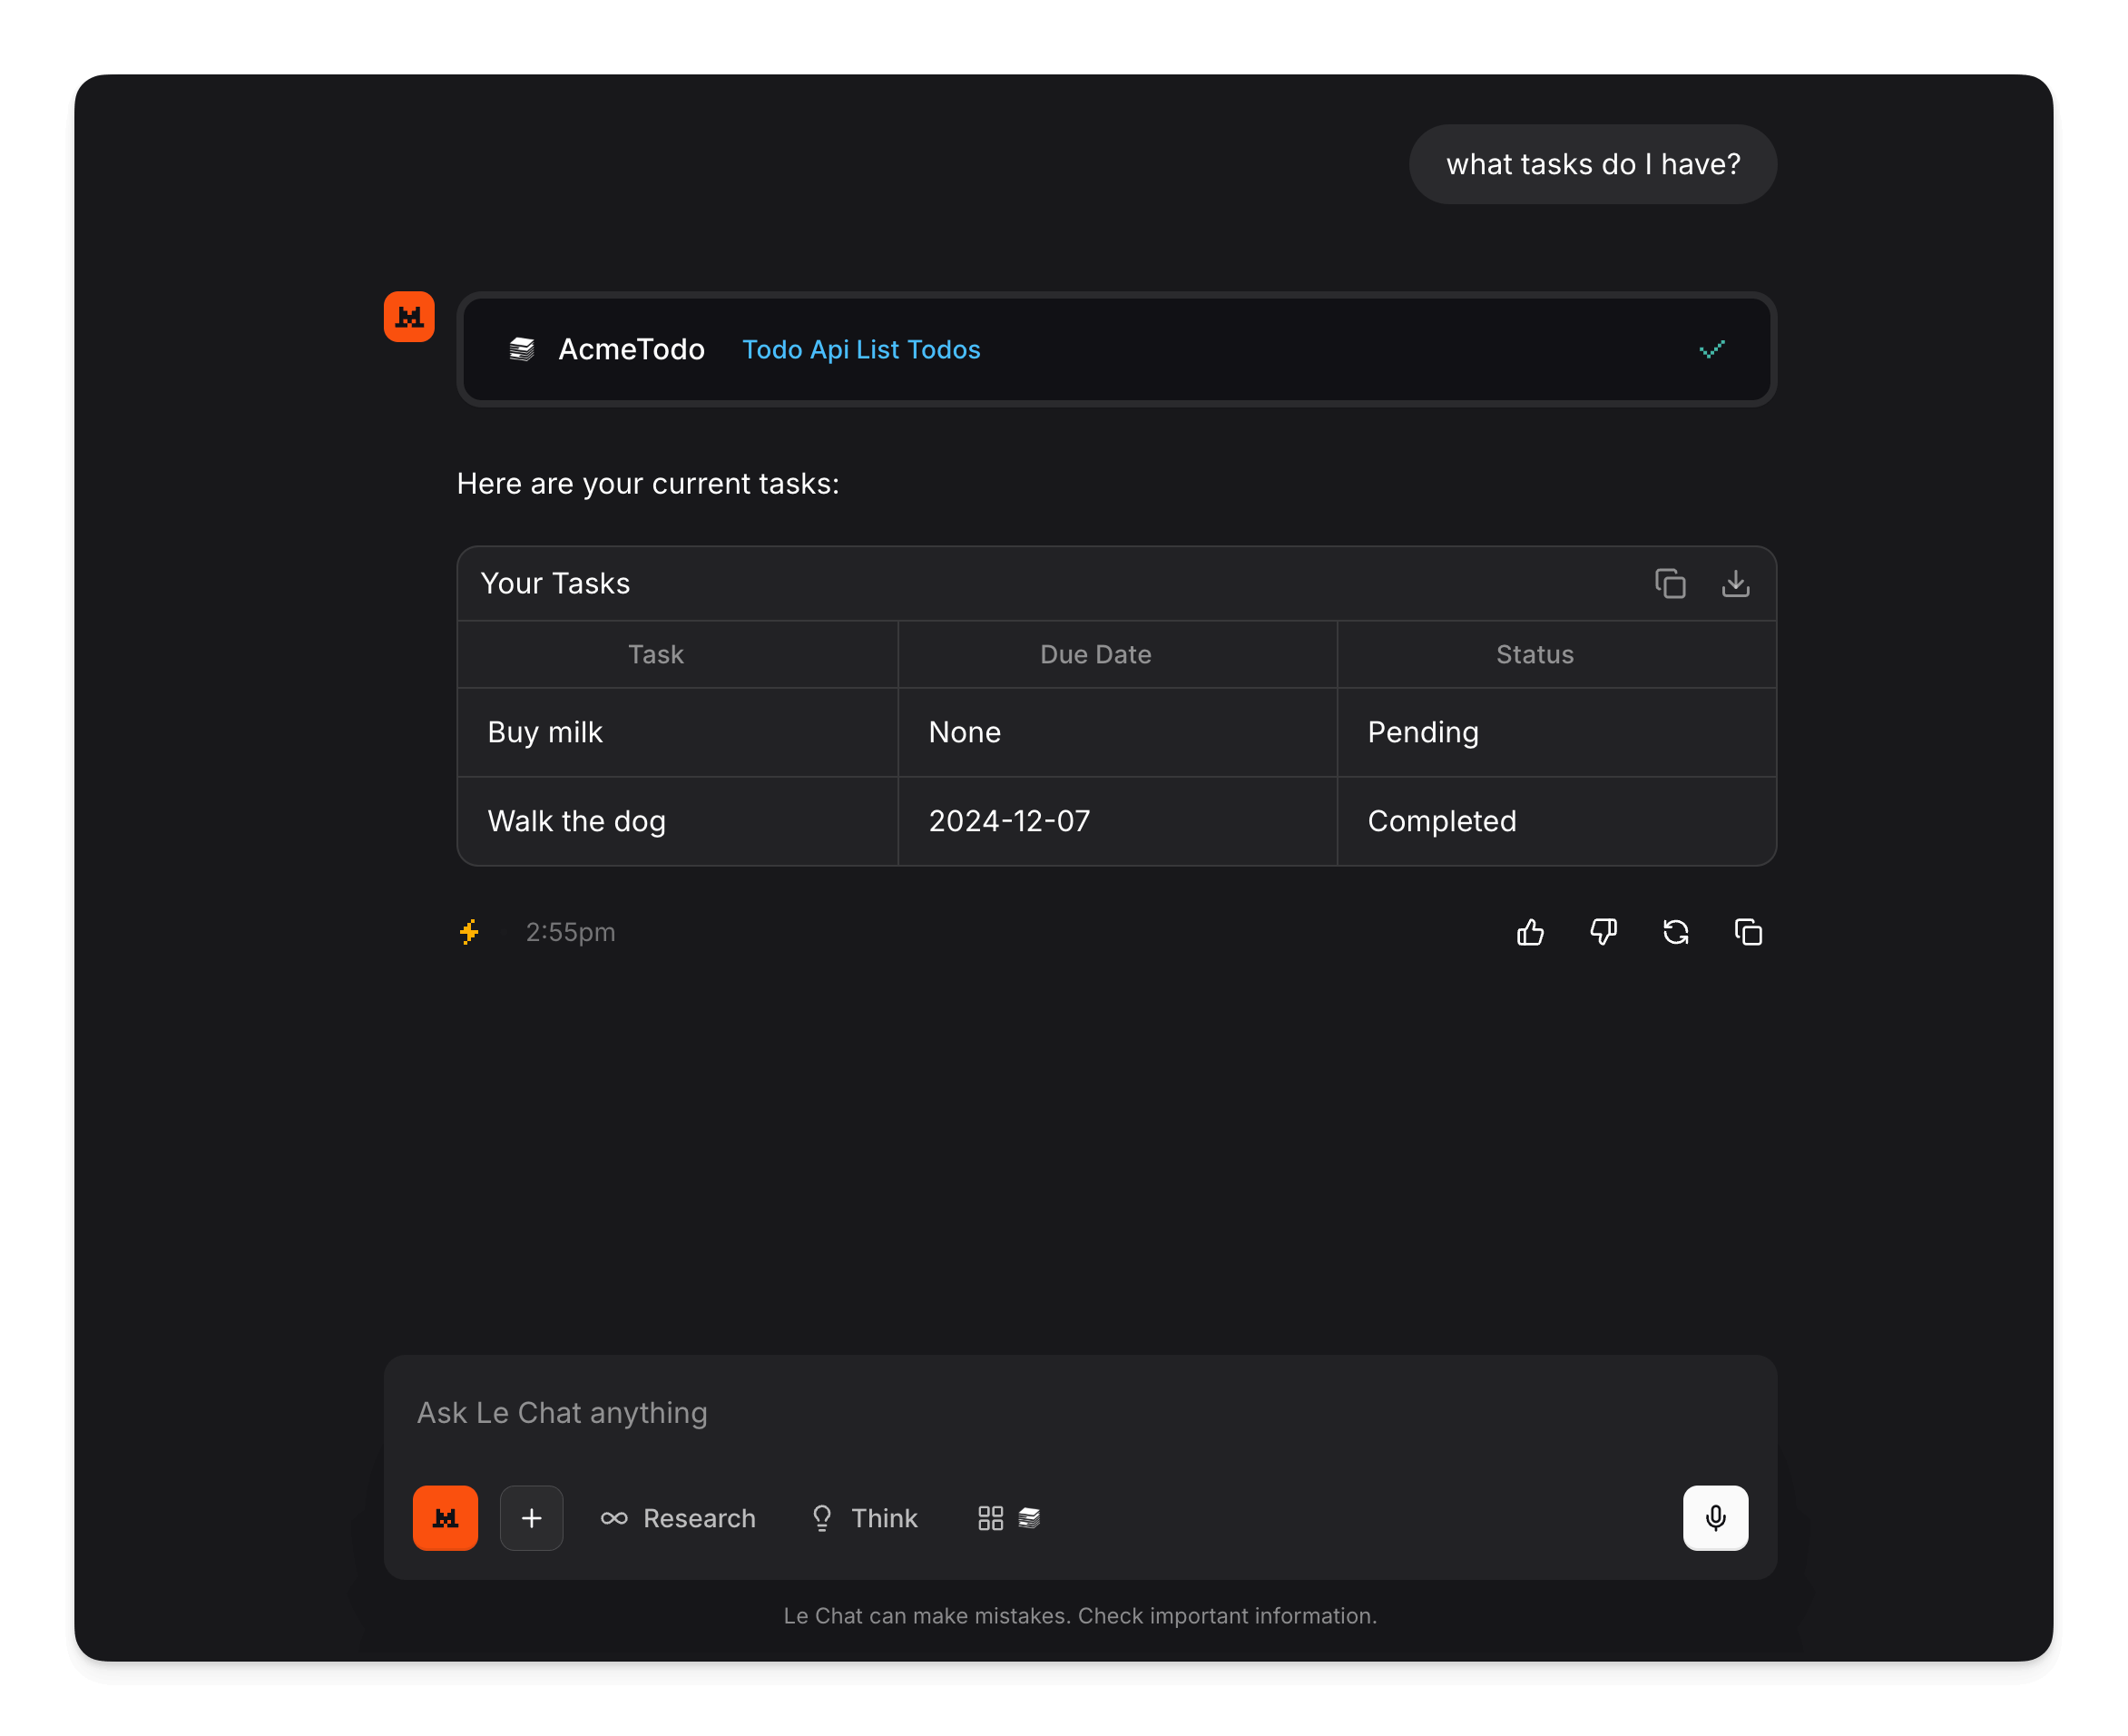 what tasks do I have?
AcmeTodo Todo Api List Todos
Here are your current tasks:
Your Tasks
Task Due Date Status
Buy milk None Pending
Walk the dog 2024-12-07 Completed
2:55pm
Ask Le Chat anything
Research Think
Le Chat can make mistakes. Check important information.